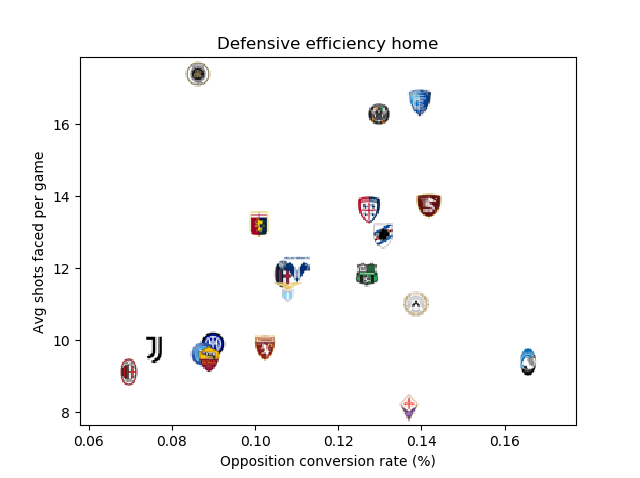 Defensive efficiency home
Avg shots faced per game
16
14
12
10
8
0.06 0.08 0.10 0.12 0.14 0.16
Opposition conversion rate (%)